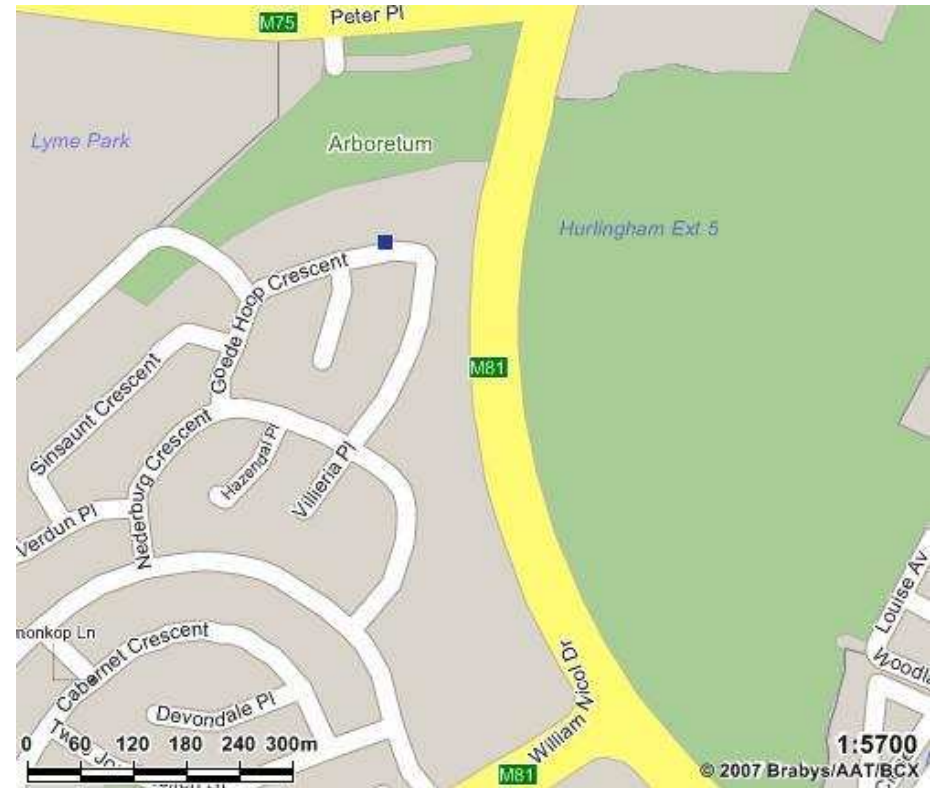 M75
Peter Pl
Lyme Park
Arboretum
Hurlingham Ext 5
Goede Hoop Crescent
M81
Sinsaunt Crescent
Nederburg Crescent
Hazendal Pl
Villieria Pl
Verdun Pl
Louise Av
monkop Ln
Cabernet Crescent
William Nicol Dr
Woodla
Devondale Pl
0 60 120 180 240 300m
1:5700
M81
© 2007 Brabys/AAT/BCX